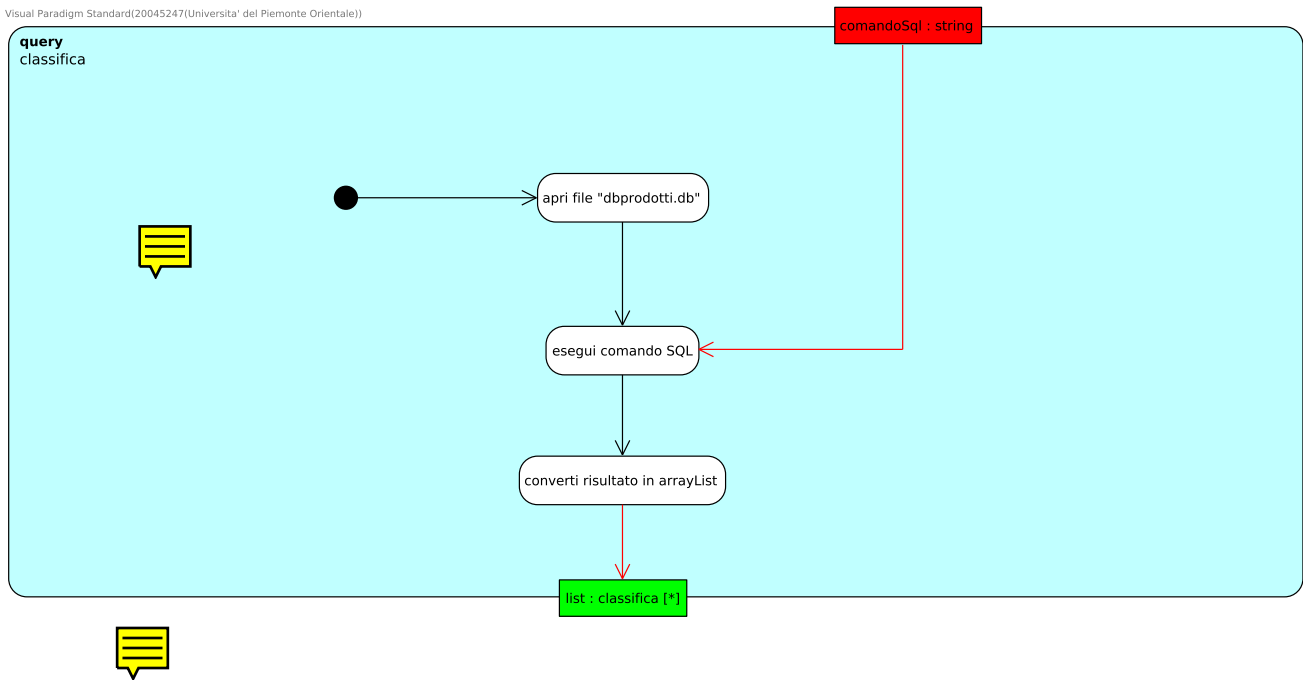 Visual Paradigm Standard(20045247(Universita' del Piemonte Orientale))
comandoSql : string
query
classifica
apri file "dbprodotti.db"
esegui comando SQL
converti risultato in arrayList
list : classifica [*]